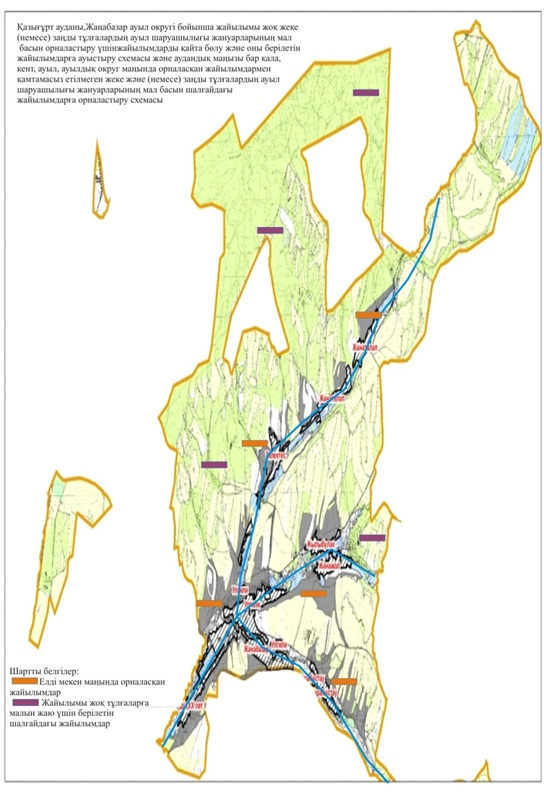 Қазығұрт ауданы,Жаңабазар ауыл округі бойынша жайылымы жоқ жеке
(немесе) заңды тұлғалардың ауыл шаруашылығы жануарларының мал
басын орналастыру үшінжайылымдарды қайта бөлу және оны берілетін
жайылымдарға ауыстыру схемасы және аудандық маңызы бар қала,
кент, ауыл, ауылдық округ маңында орналасқан жайылымдармен
қамтамасыз етілмеген жеке және (немесе) заңды тұлғалардың ауыл
шаруашылығы жануарларының мал басын шалғайдағы
жайылымдарға орналастыру схемасы
Жылыбулак
Жанажол
Шартты белгілер:
Елді мекен маңында орналасқан
жайылымдар
Жайылымы жоқ тұлғаларға
малын жаю үшін берілетін
шалғайдағы жайылымдар